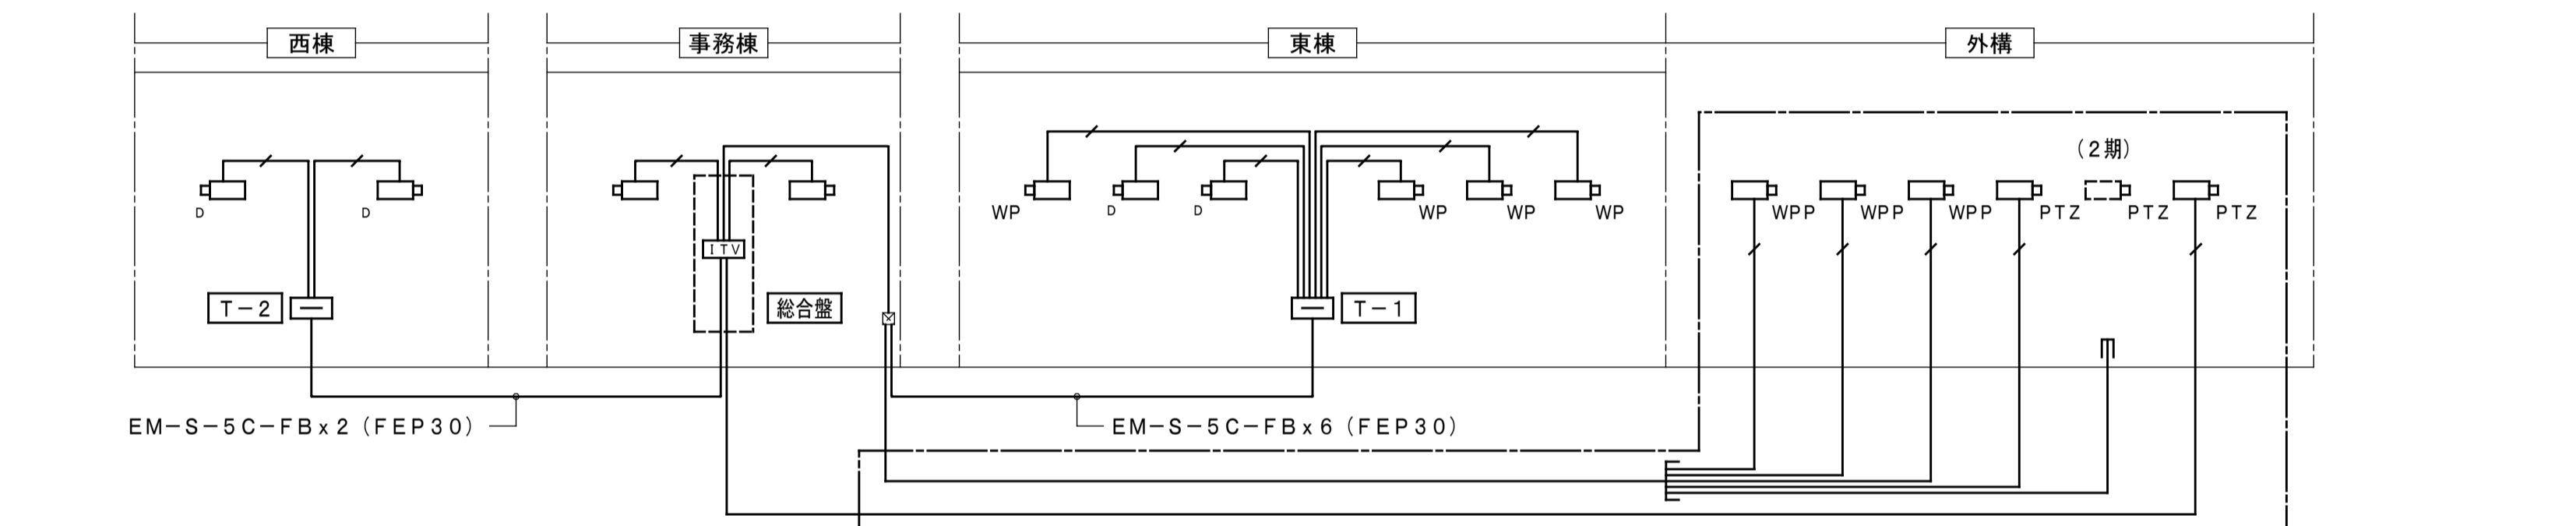 西棟
事務棟
東棟
外構
(2期)
D
D
WP
D
D
WP
WP
WP
WPP
WPP
WPP
PTZ
PTZ
PTZ
ITV
T-2
総合盤
T-1
EM-S-5C-FBx2(FEP30)
EM-S-5C-FBx6(FEP30)